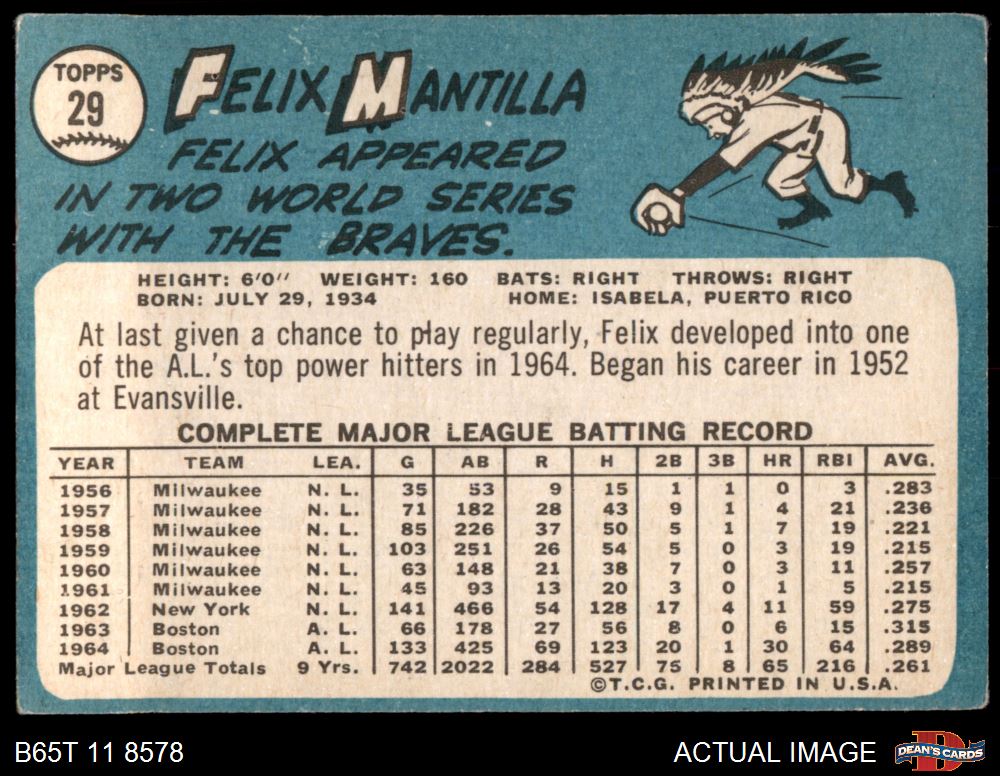 TOPPS
29
FELIX MANTILLA
FELIX APPEARED
IN TWO WORLD SERIES
WITH THE BRAVES.
HEIGHT: 6'0" WEIGHT: 160 BATS: RIGHT THROWS: RIGHT
BORN: JULY 29, 1934 HOME: ISABELA, PUERTO RICO
At last given a chance to play regularly, Felix developed into one
of the A.L.'s top power hitters in 1964. Began his career in 1952
at Evansville.
COMPLETE MAJOR LEAGUE BATTING RECORD
YEAR TEAM LEA. G AB R H 2B 3B HR RBI AVG.
1956 Milwaukee N. L. 35 53 9 15 1 1 0 3 .283
1957 Milwaukee N. L. 71 182 28 43 9 1 4 21 .236
1958 Milwaukee N. L. 85 226 37 50 5 1 7 19 .221
1959 Milwaukee N. L. 103 251 26 54 5 0 3 19 .215
1960 Milwaukee N. L. 63 148 21 38 7 0 3 11 .257
1961 Milwaukee N. L. 45 93 13 20 3 0 1 5 .215
1962 New York N. L. 141 466 54 128 17 4 11 59 .275
1963 Boston A. L. 66 178 27 56 8 0 6 15 .315
1964 Boston A. L. 133 425 69 123 20 1 30 64 .289
Major League Totals 9 Yrs. 742 2022 284 527 75 8 65 216 .261
©T.C.G. PRINTED IN U.S.A.
B65T 11 8578 ACTUAL IMAGE DEAN'S CARDS